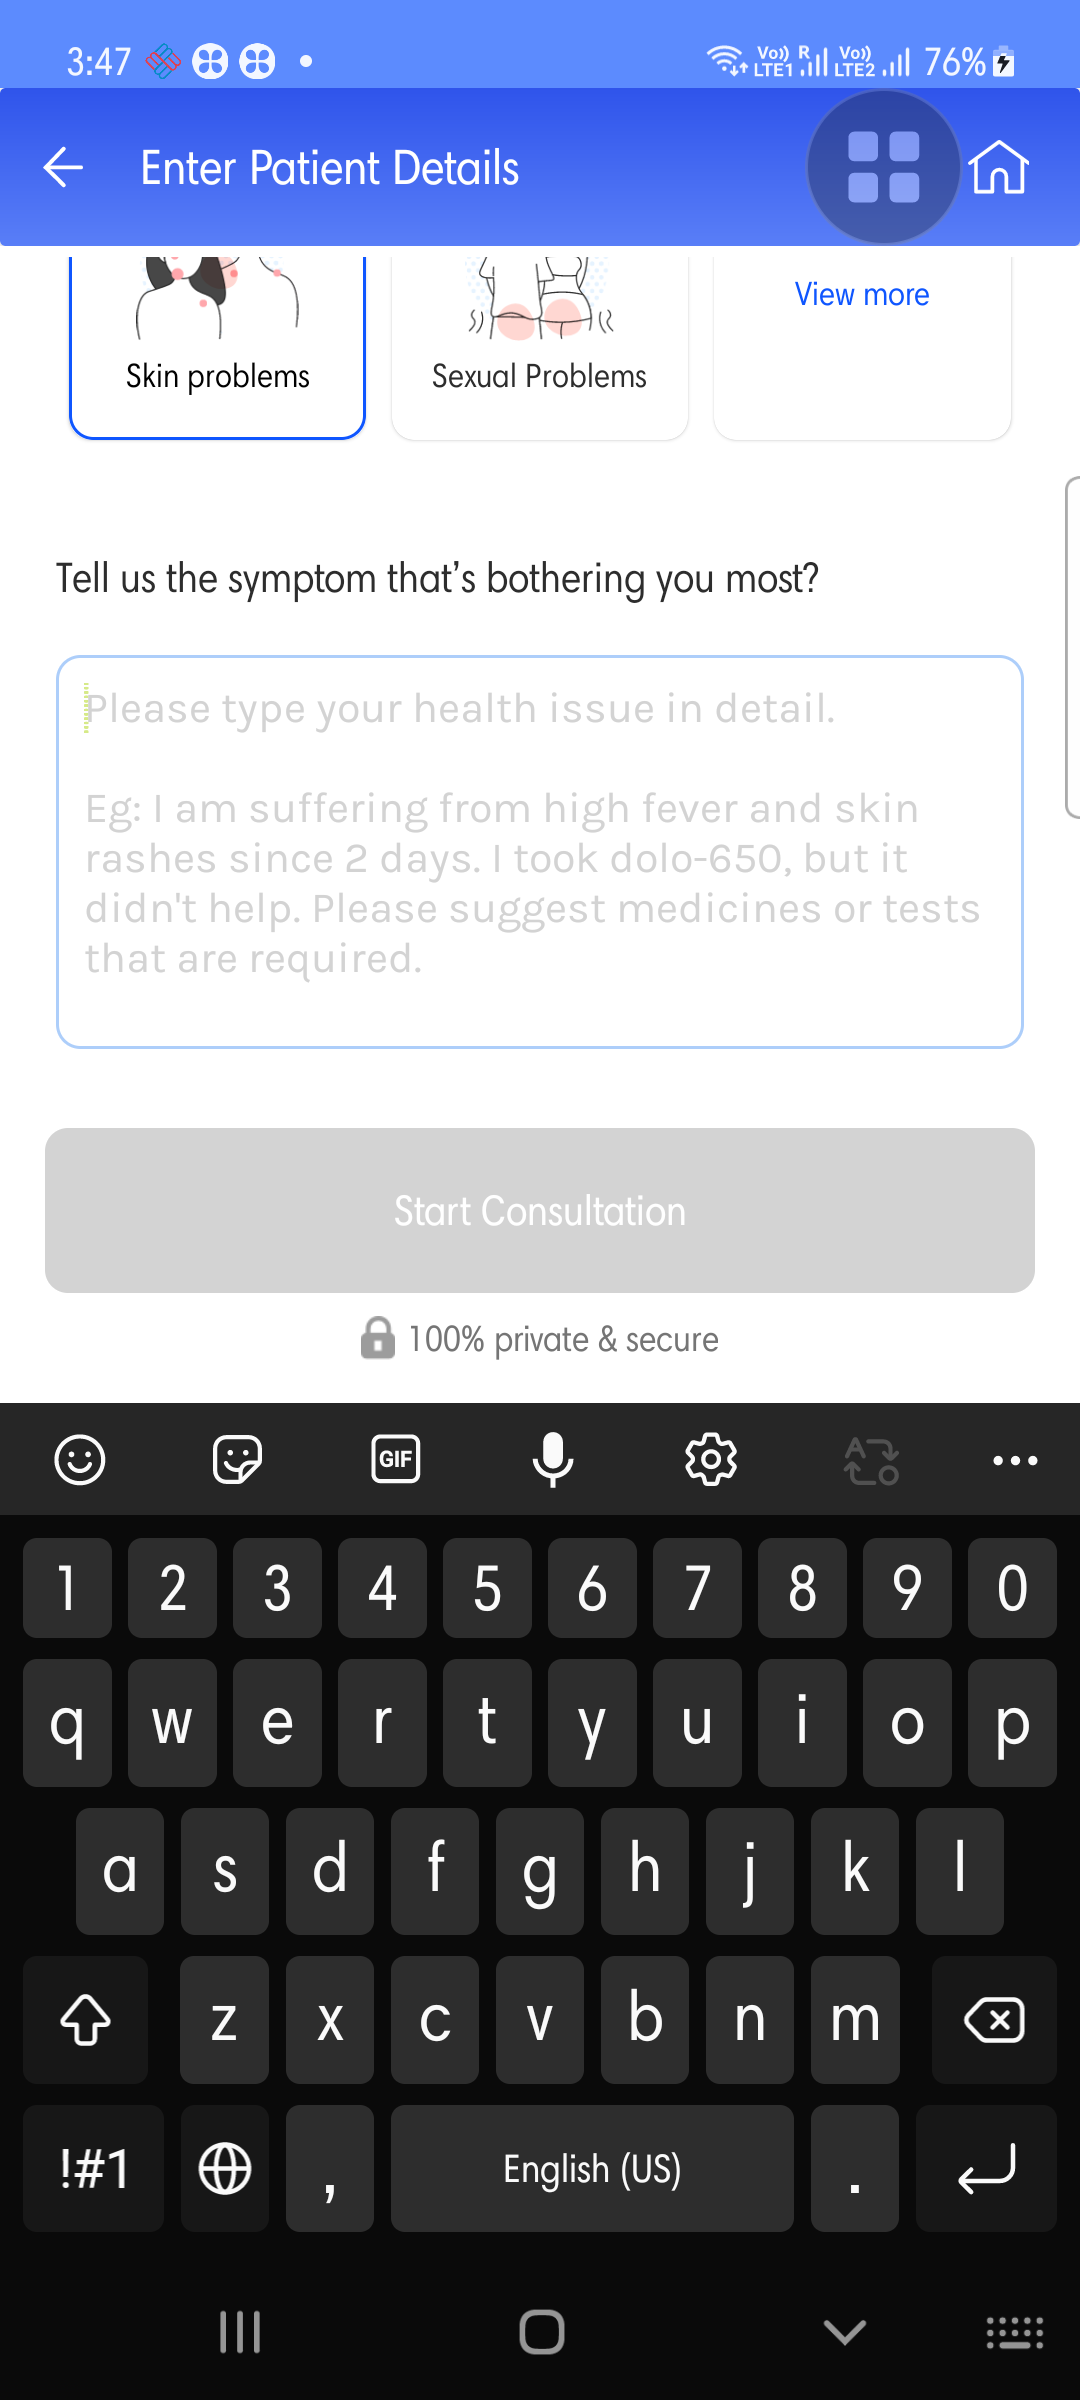 3:47
Vo)) R Vo)) 76%
LTE1 LTE2
Enter Patient Details
View more
Skin problems
Sexual Problems
Tell us the symptom that’s bothering you most?
Please type your health issue in detail.
Eg: I am suffering from high fever and skin
rashes since 2 days. I took dolo-650, but it
didn't help. Please suggest medicines or tests
that are required.
Start Consultation
100% private & secure
GIF
1 2 3 4 5 6 7 8 9 0
q w e r t y u i o p
a s d f g h j k l
z x c v b n m
!#1 , English (US) .